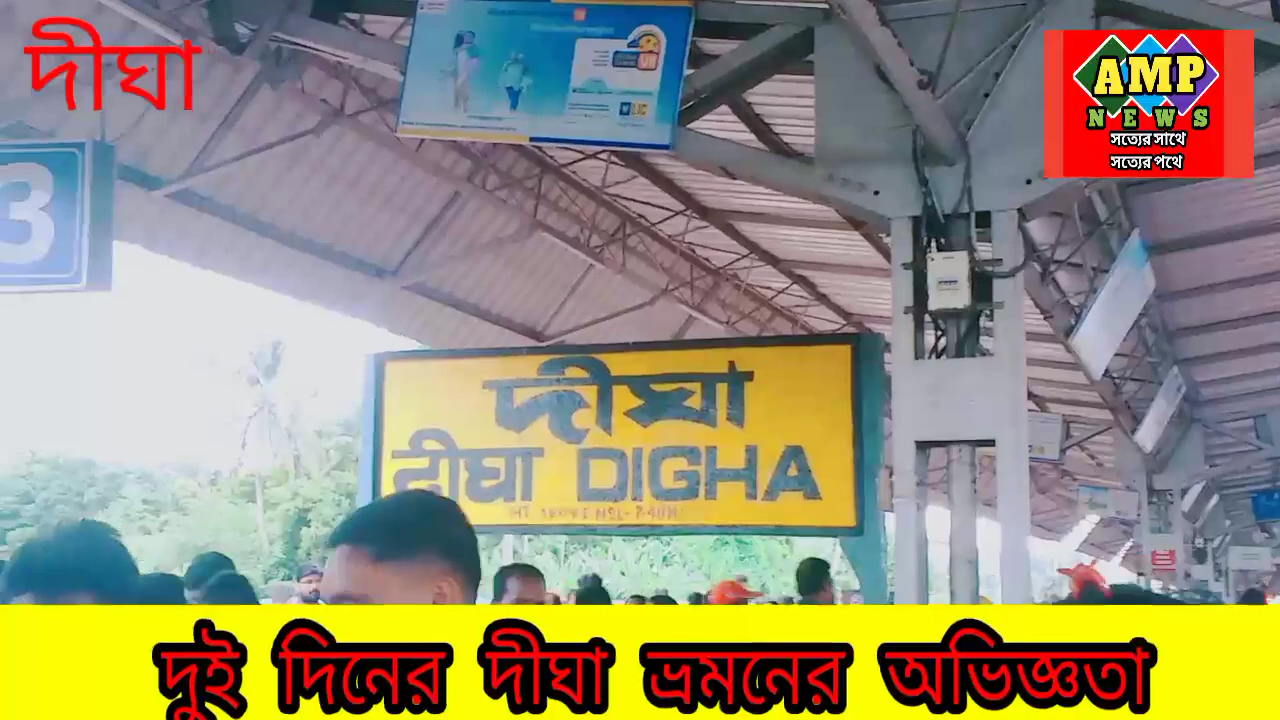 দীঘা
AMP
NEWS
সত্যের সাথে
সত্যের পথে
3
দীঘা
दीघा DIGHA
দুই দিনের দীঘা ভ্রমনের অভিজ্ঞতা